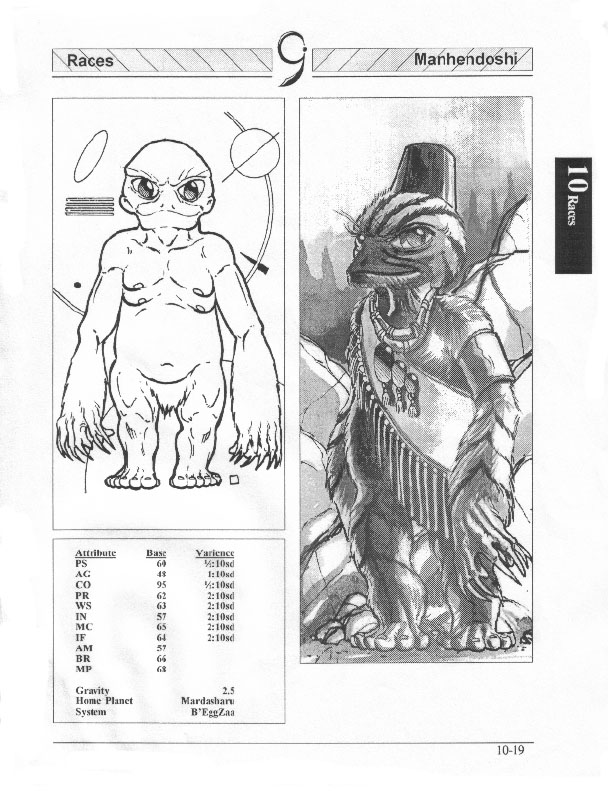 Races
9
Manhendoshi
10 Races
Attribute Base Varience
PS 60 ½:10sd
AG 48 1:10sd
CO 95 ½:10sd
PR 62 2:10sd
WS 63 2:10sd
IN 57 2:10sd
MC 65 2:10sd
IF 64 2:10sd
AM 57
BR 66
MP 68
Gravity 2.5
Home Planet Mardasharu
System B'EggZaa
10-19